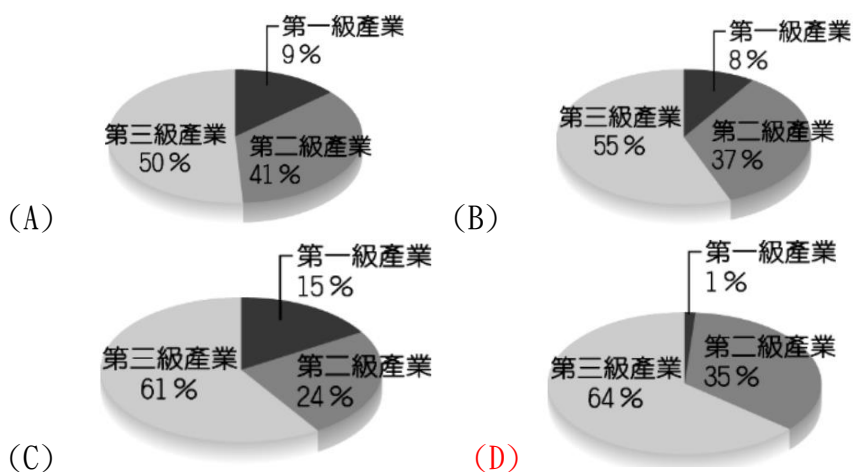 第一級產業
9%
第三級產業
50%
第二級產業
41%
(A)
第一級產業
8%
第三級產業
55%
第二級產業
37%
(B)
第一級產業
15%
第三級產業
61%
第二級產業
24%
(C)
第一級產業
1%
第三級產業
64%
第二級產業
35%
(D)